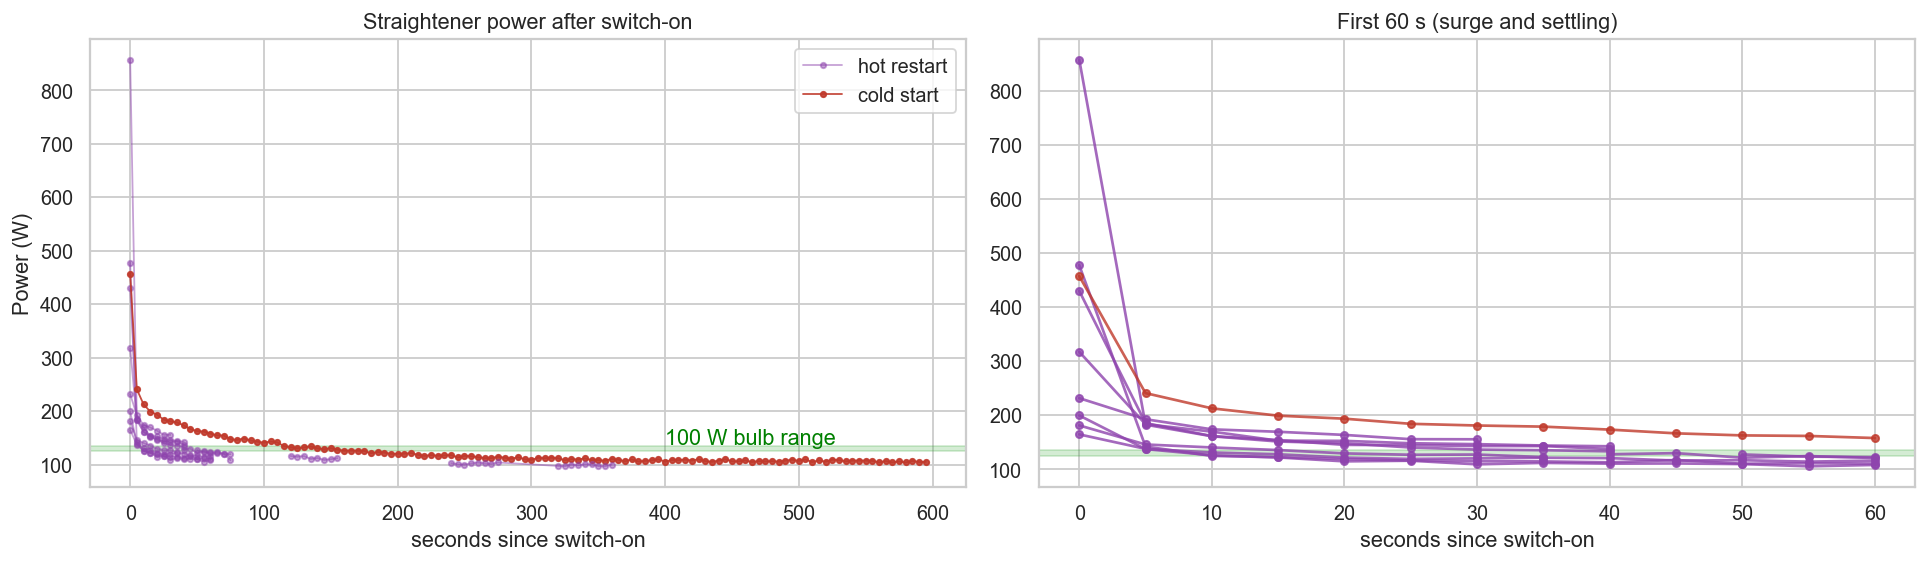 Straightener power after switch-on
Power (W)
800
700
600
500
400
300
200
100
hot restart
cold start
100 W bulb range
0 100 200 300 400 500 600
seconds since switch-on
First 60 s (surge and settling)
800
700
600
500
400
300
200
100
0 10 20 30 40 50 60
seconds since switch-on